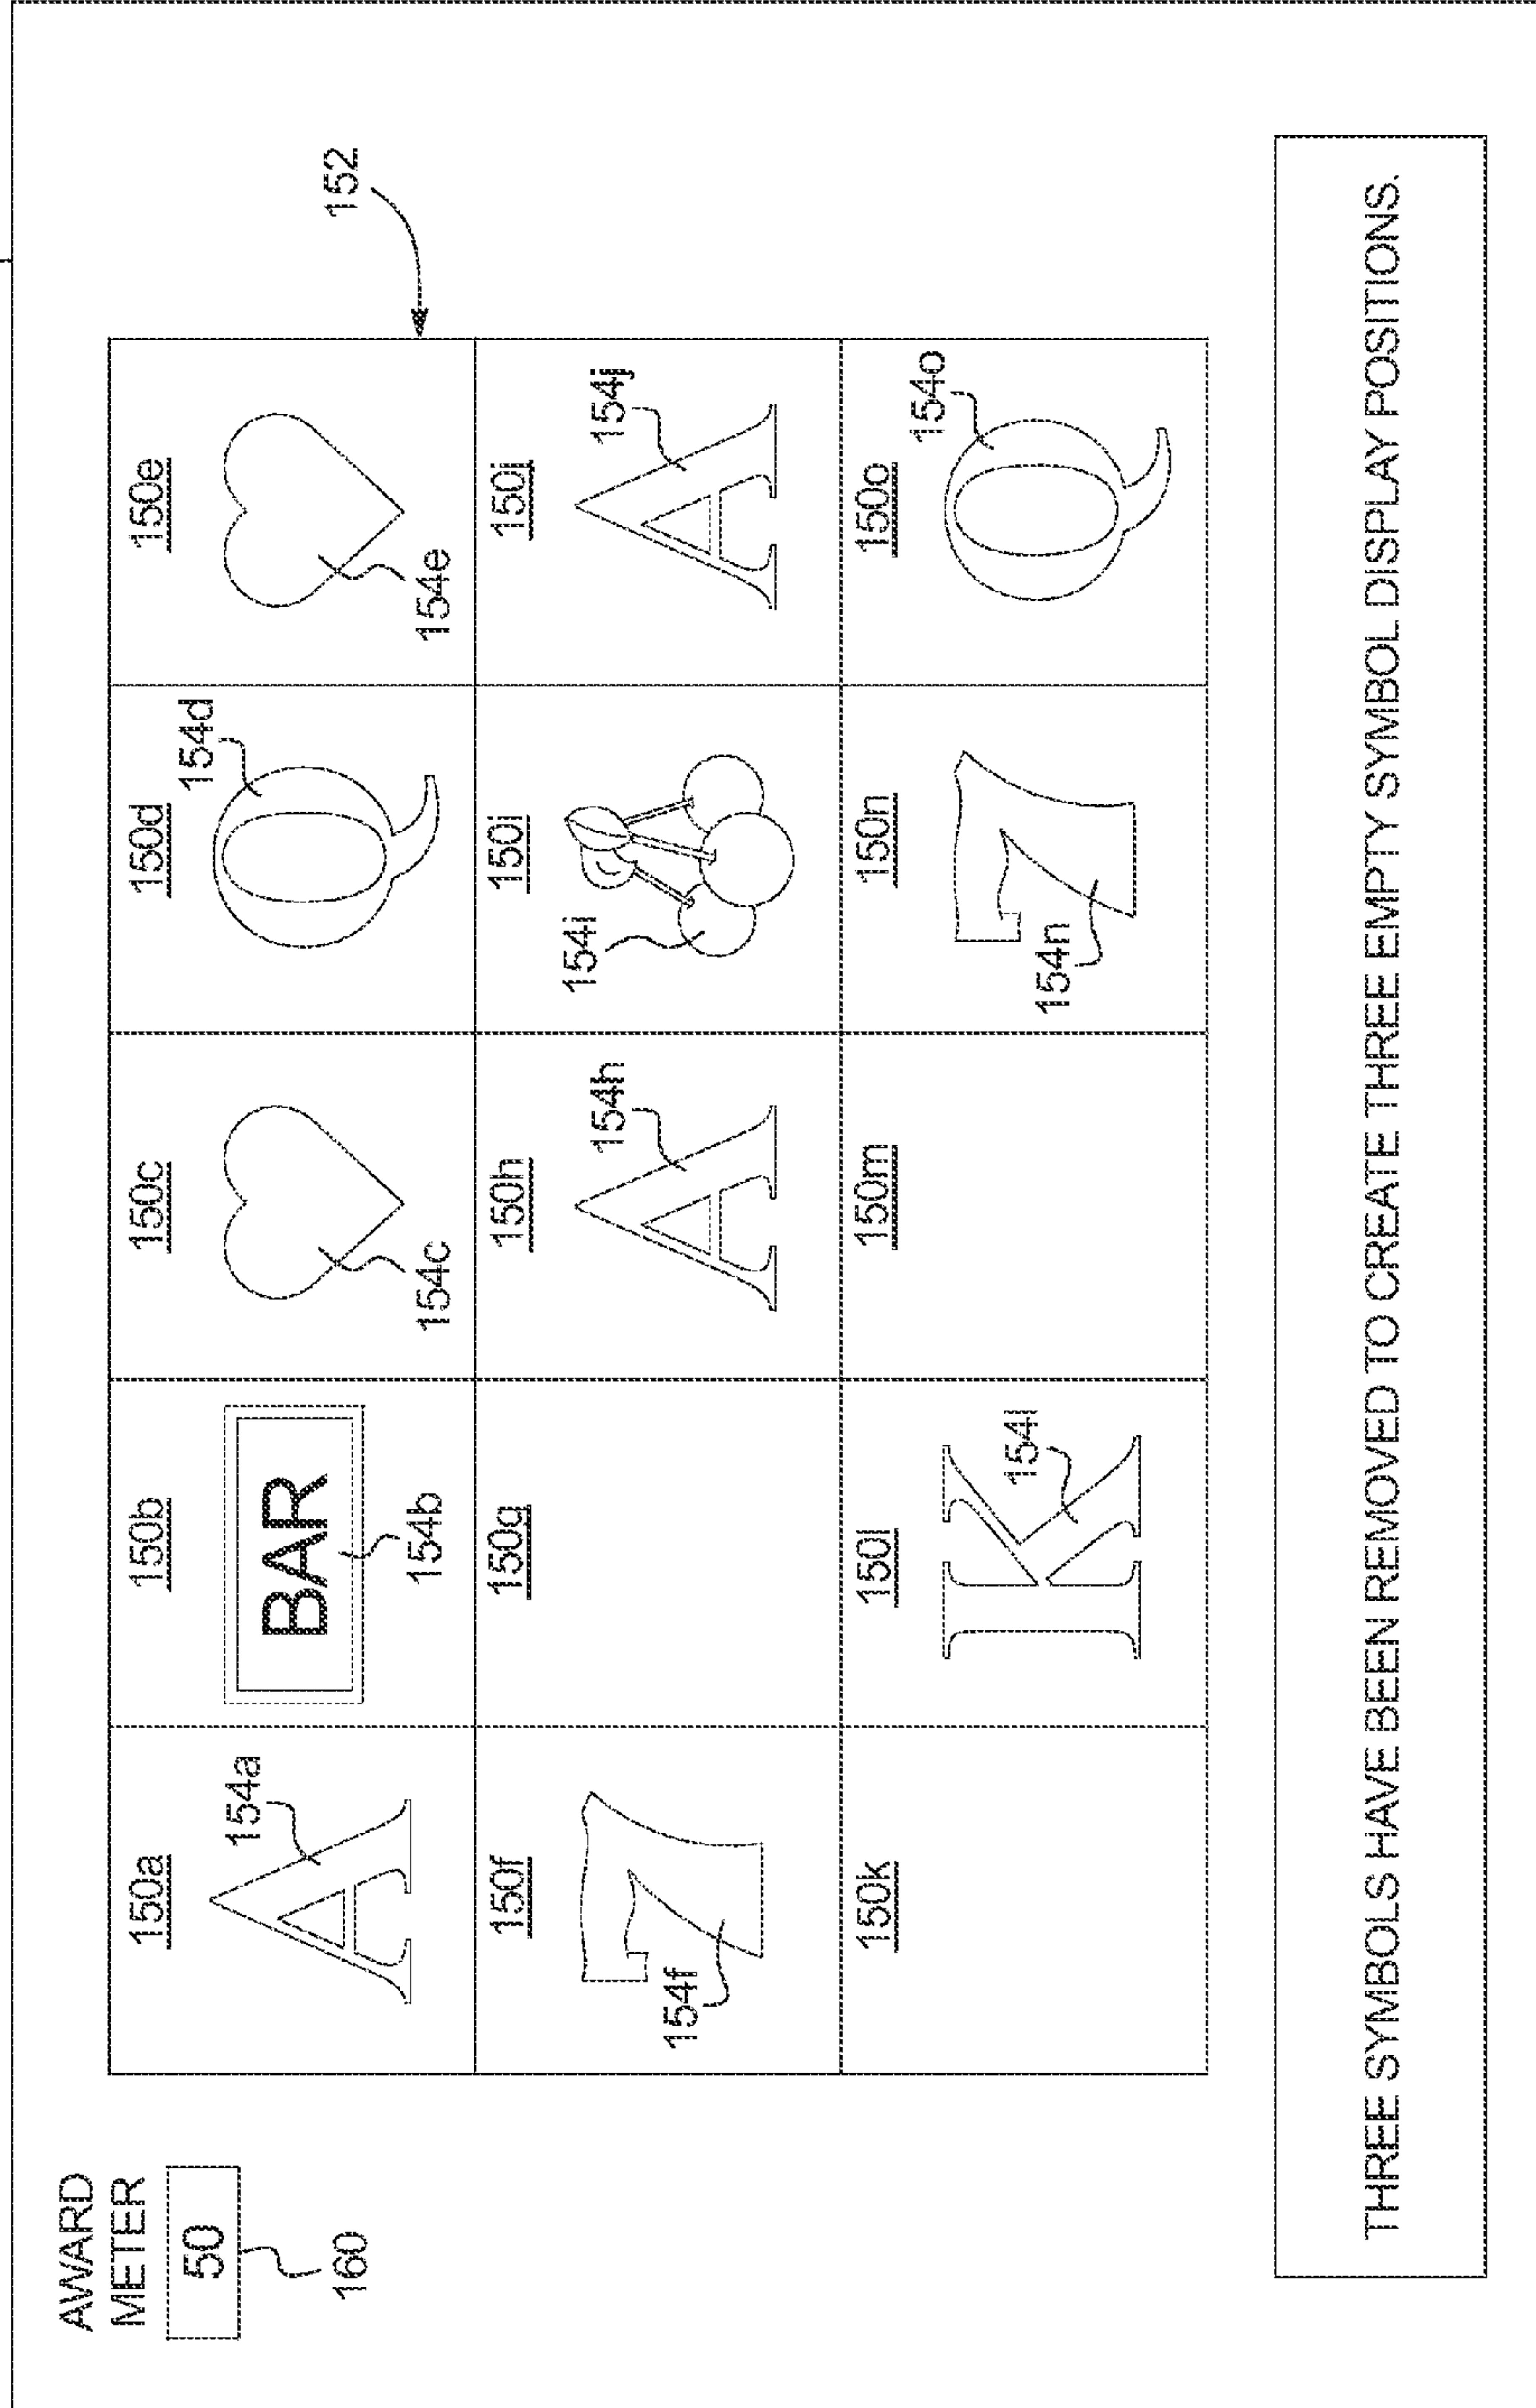 AWARD
METER
50
160
152
150a
154a
A
150b
BAR
154b
150c
154c
150d
154d
Q
150e
154e
150f
7
154f
150g
150h
154h
A
150i
154i
150j
154j
A
150k
150l
154l
K
150m
150n
7
154n
150o
154o
Q
THREE SYMBOLS HAVE BEEN REMOVED TO CREATE THREE EMPTY SYMBOL DISPLAY POSITIONS.